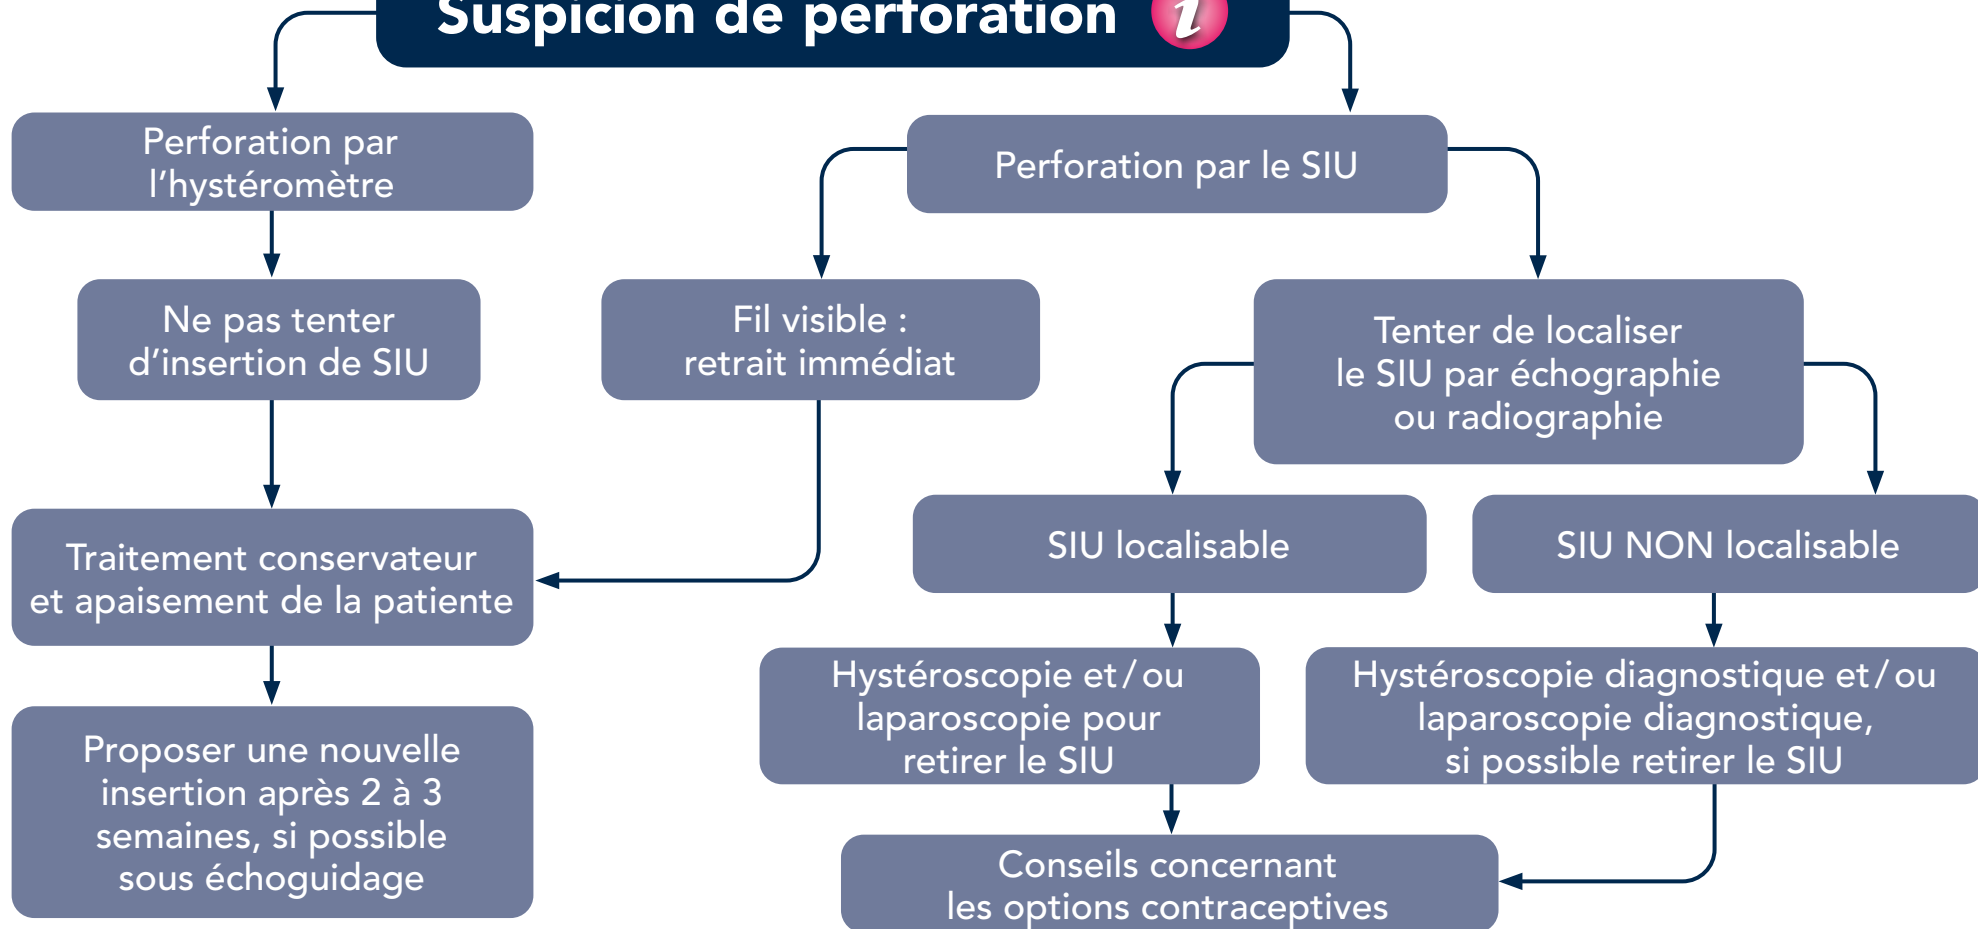 Suspicion de perforation i
Perforation par
l'hystéromètre
Perforation par le SIU
Ne pas tenter
d'insertion de SIU
Fil visible :
retrait immédiat
Tenter de localiser
le SIU par échographie
ou radiographie
Traitement conservateur
et apaisement de la patiente
SIU localisable
SIU NON localisable
Proposer une nouvelle
insertion après 2 à 3
semaines, si possible
sous échoguidage
Hystéroscopie et / ou
laparoscopie pour
retirer le SIU
Hystéroscopie diagnostique et / ou
laparoscopie diagnostique,
si possible retirer le SIU
Conseils concernant
les options contraceptives